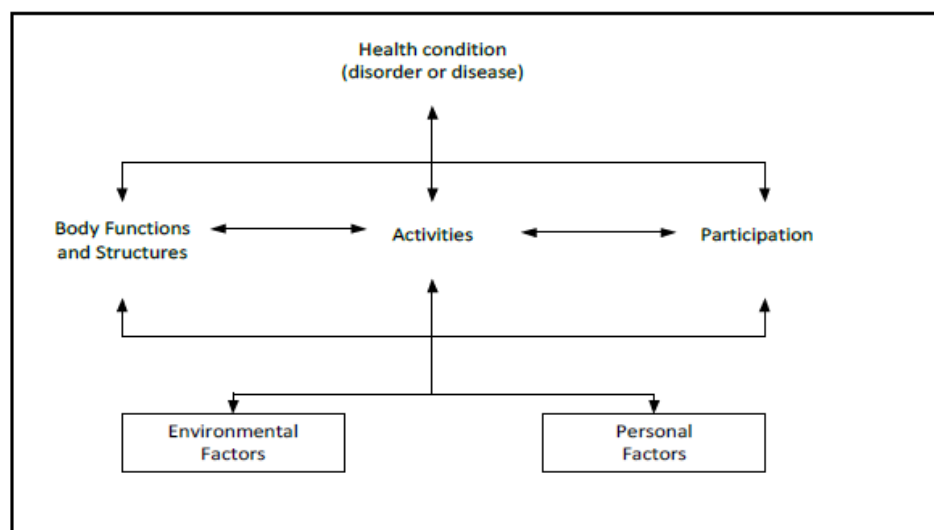 Health condition
(disorder or disease)
Body Functions
and Structures
Activities
Participation
Environmental
Factors
Personal
Factors